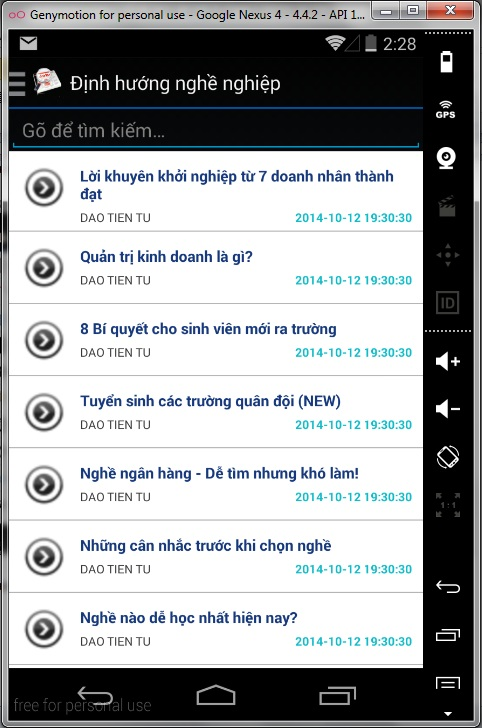 Genymotion for personal use - Google Nexus 4 - 4.4.2 - API 1...
2:28
Định hướng nghề nghiệp
Gõ để tìm kiếm...
Lời khuyên khởi nghiệp từ 7 doanh nhân thành
đạt
DAO TIEN TU 2014-10-12 19:30:30
Quản trị kinh doanh là gì?
DAO TIEN TU 2014-10-12 19:30:30
8 Bí quyết cho sinh viên mới ra trường
DAO TIEN TU 2014-10-12 19:30:30
Tuyển sinh các trường quân đội (NEW)
DAO TIEN TU 2014-10-12 19:30:30
Nghề ngân hàng - Dễ tìm nhưng khó làm!
DAO TIEN TU 2014-10-12 19:30:30
Những cân nhắc trước khi chọn nghề
DAO TIEN TU 2014-10-12 19:30:30
Nghề nào dễ học nhất hiện nay?
DAO TIEN TU 2014-10-12 19:30:30
free for personal use
GPS
ID
1:1